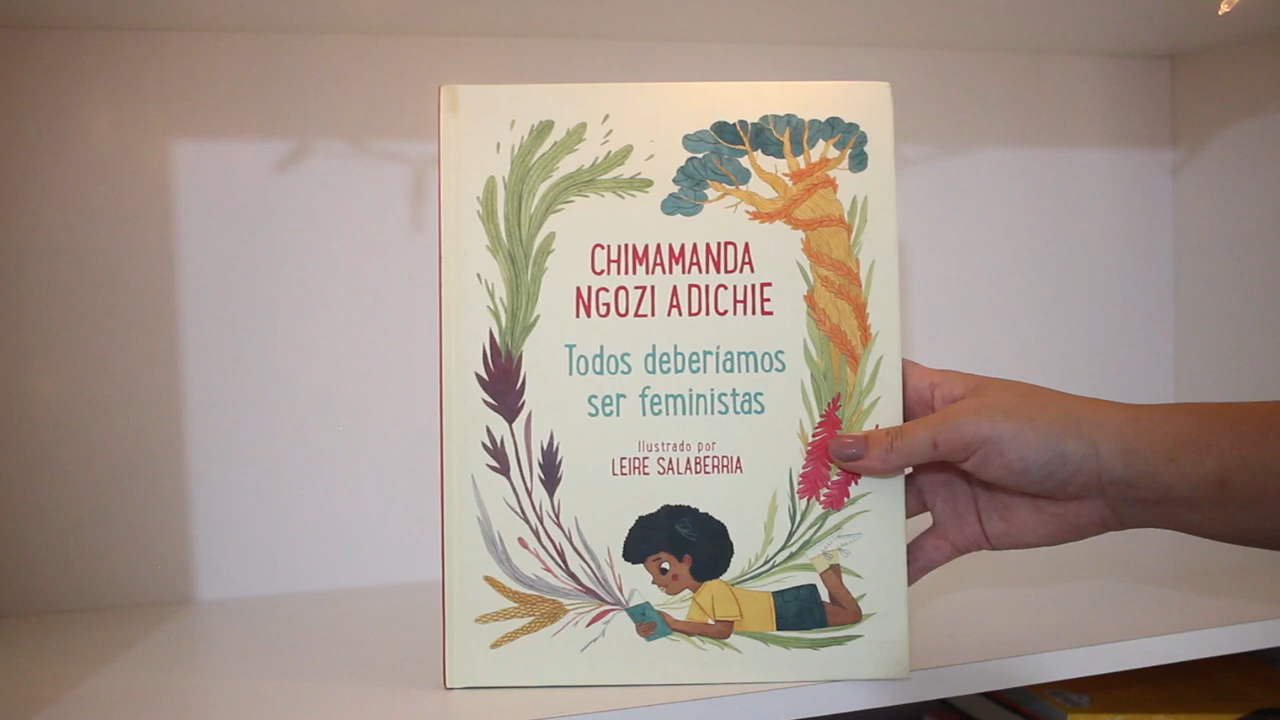 CHIMAMANDA
NGOZI ADICHIE
Todos deberíamos
ser feministas
Ilustrado por
LEIRE SALABERRIA